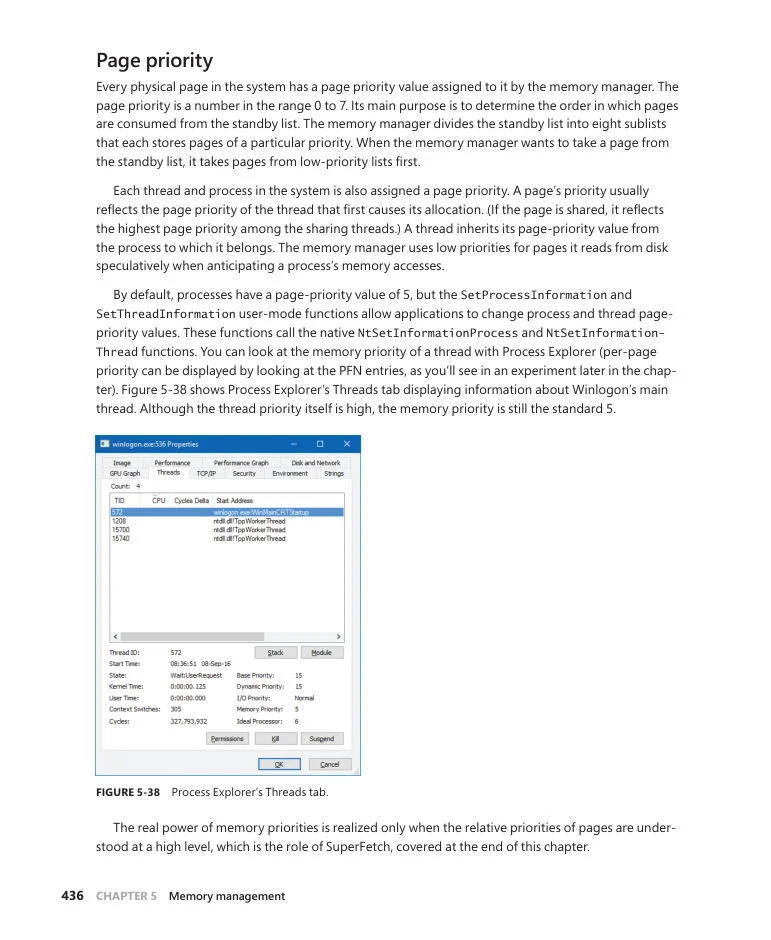 Page priority
Every physical page in the system has a page priority value assigned to it by the memory manager. The
page priority is a number in the range 0 to 7. Its main purpose is to determine the order in which pages
are consumed from the standby list. The memory manager divides the standby list into eight sublists
that each stores pages of a particular priority. When the memory manager wants to take a page from
the standby list, it takes pages from low-priority lists first.
Each thread and process in the system is also assigned a page priority. A page’s priority usually
reflects the page priority of the thread that first causes its allocation. (If the page is shared, it reflects
the highest page priority among the sharing threads.) A thread inherits its page-priority value from
the process to which it belongs. The memory manager uses low priorities for pages it reads from disk
speculatively when anticipating a process’s memory accesses.
By default, processes have a page-priority value of 5, but the SetProcessInformation and
SetThreadInformation user-mode functions allow applications to change process and thread page-
priority values. These functions call the native NtSetInformationProcess and NtSetInformation-
Thread functions. You can look at the memory priority of a thread with Process Explorer (per-page
priority can be displayed by looking at the PFN entries, as you’ll see in an experiment later in the chap-
ter). Figure 5-38 shows Process Explorer’s Threads tab displaying information about Winlogon’s main
thread. Although the thread priority itself is high, the memory priority is still the standard 5.
winlogon.exe:536 Properties
Image Performance Performance Graph Disk and Network
GPU Graph Threads TCP/IP Security Environment Strings
Count: 4
TID CPU Cycles Delta Start Address
572 winlogon.exe!WinMainCRTStartup
1208 ntdll.dll!TppWorkerThread
15700 ntdll.dll!TppWorkerThread
15740 ntdll.dll!TppWorkerThread
Thread ID: 572 Stack Module
Start Time: 08:36:51 08-Sep-16
State: Wait:UserRequest Base Priority: 15
Kernel Time: 0:00:00.125 Dynamic Priority: 15
User Time: 0:00:00.000 I/O Priority: Normal
Context Switches: 305 Memory Priority: 5
Cycles: 327,793,932 Ideal Processor: 6
Permissions Kill Suspend
OK Cancel
FIGURE 5-38 Process Explorer’s Threads tab.
The real power of memory priorities is realized only when the relative priorities of pages are under-
stood at a high level, which is the role of SuperFetch, covered at the end of this chapter.
436 CHAPTER 5 Memory management